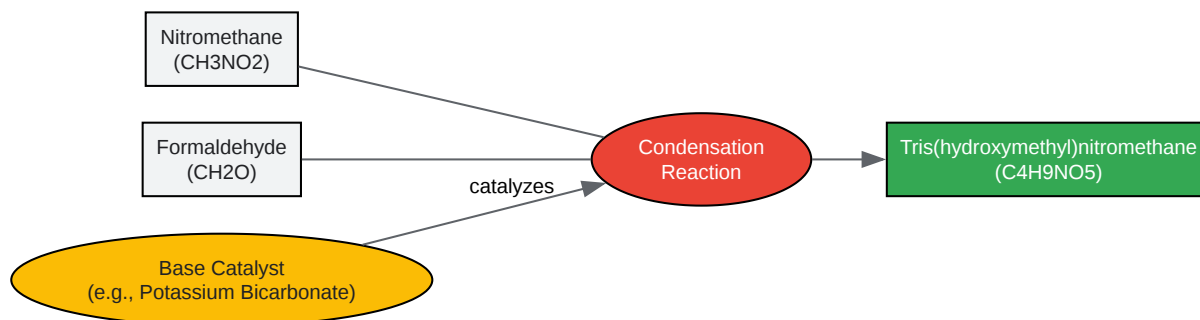 Nitromethane
(CH3NO2)
Formaldehyde
(CH2O)
catalyzes
Base Catalyst
(e.g., Potassium Bicarbonate)
Condensation
Reaction
Tris(hydroxymethyl)nitromethane
(C4H9NO5)